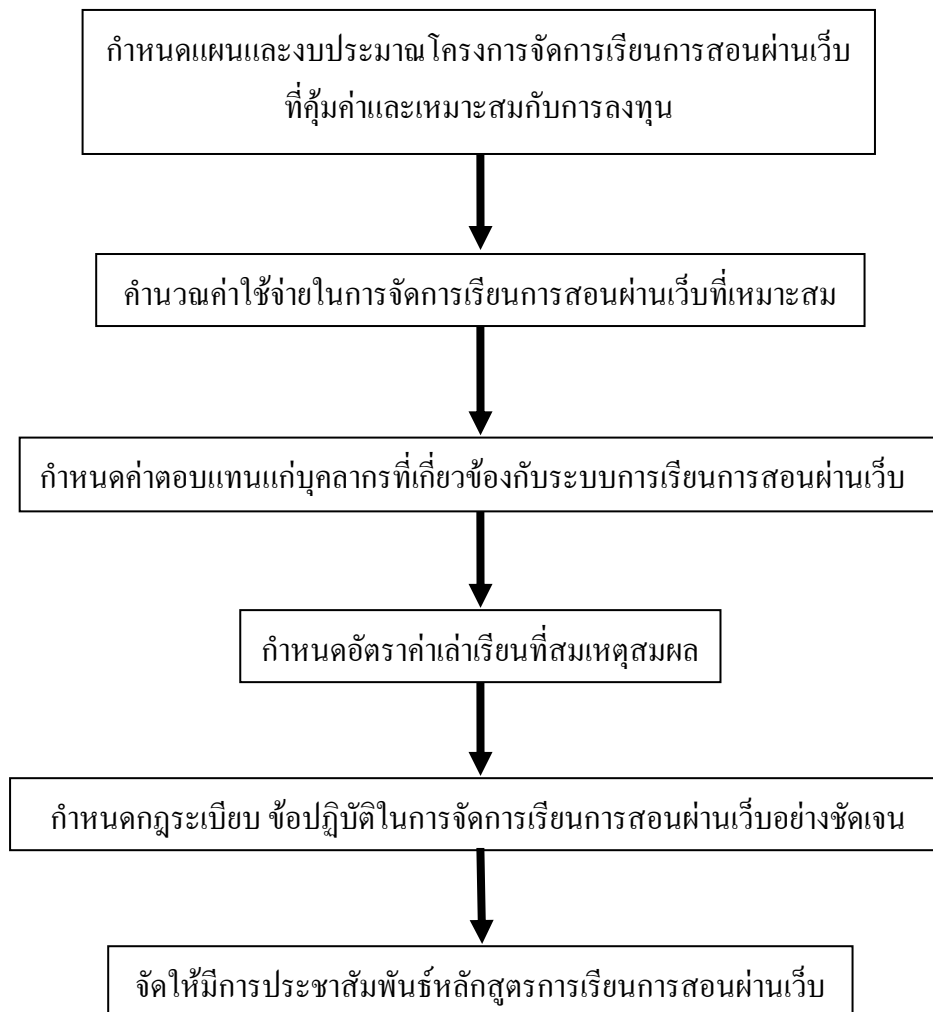 กำหนดแผนและงบประมาณโครงการจัดการเรียนการสอนผ่านเว็บ
ที่คุ้มค่าและเหมาะสมกับการลงทุน
คำนวณค่าใช้จ่ายในการจัดการเรียนการสอนผ่านเว็บที่เหมาะสม
กำหนดค่าตอบแทนแก่บุคลากรที่เกี่ยวข้องกับระบบการเรียนการสอนผ่านเว็บ
กำหนดอัตราค่าเล่าเรียนที่สมเหตุสมผล
กำหนดกฎระเบียบ ข้อปฏิบัติในการจัดการเรียนการสอนผ่านเว็บอย่างชัดเจน
จัดให้มีการประชาสัมพันธ์หลักสูตรการเรียนการสอนผ่านเว็บ